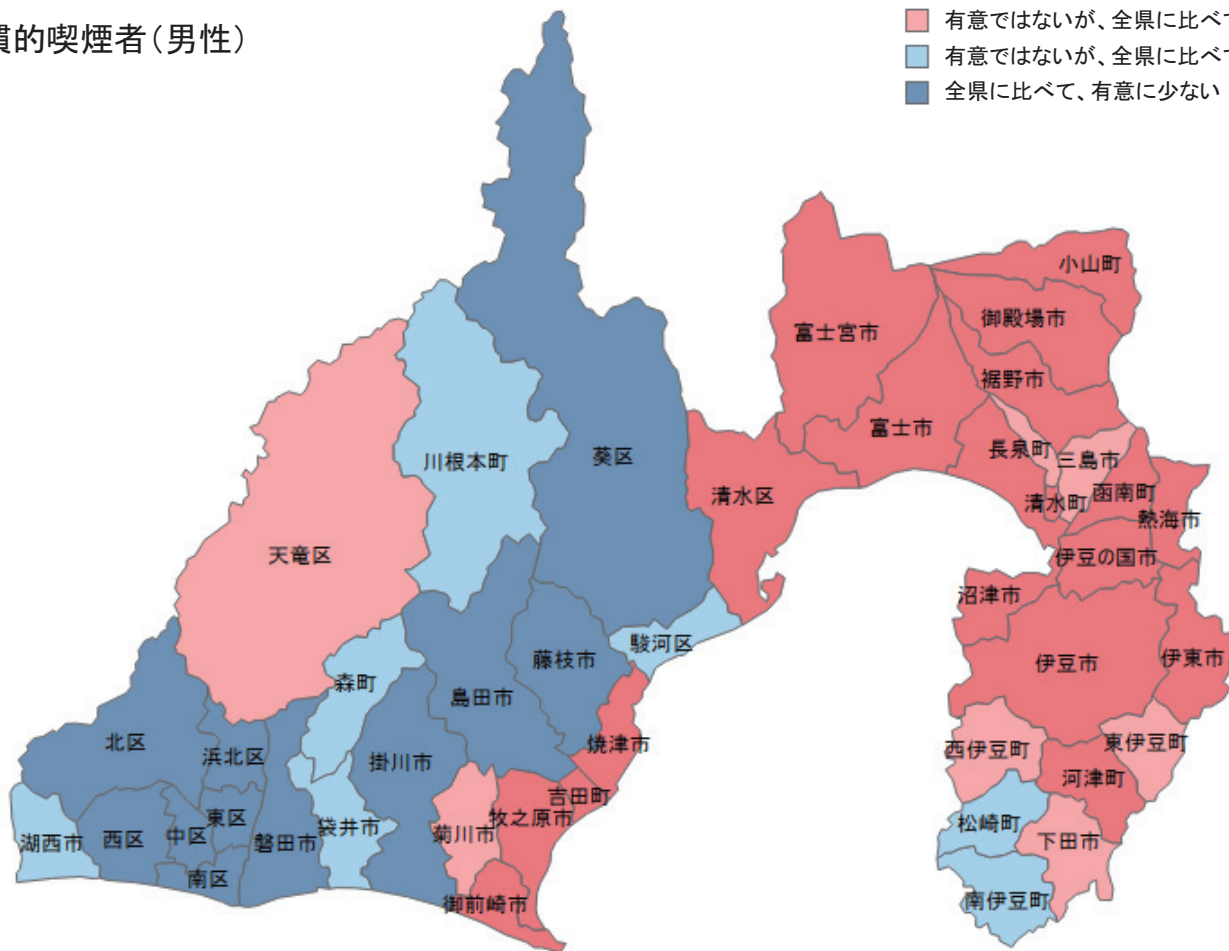 慣的喫煙者（男性）
有意ではないが、全県に比べて
有意ではないが、全県に比べて
全県に比べて、有意に少ない
小山町
御殿場市
富士宮市
裾野市
富士市
長泉町
三島市
川根本町
葵区
清水区
清水町
函南町
熱海市
天竜区
伊豆の国市
沼津市
駿河区
藤枝市
伊豆市
伊東市
森町
島田市
北区
浜北区
掛川市
焼津市
西伊豆町
東伊豆町
河津町
吉田町
湖西市
西区
中区
東区
磐田市
袋井市
菊川市
牧之原市
松崎町
下田市
南区
御前崎市
南伊豆町